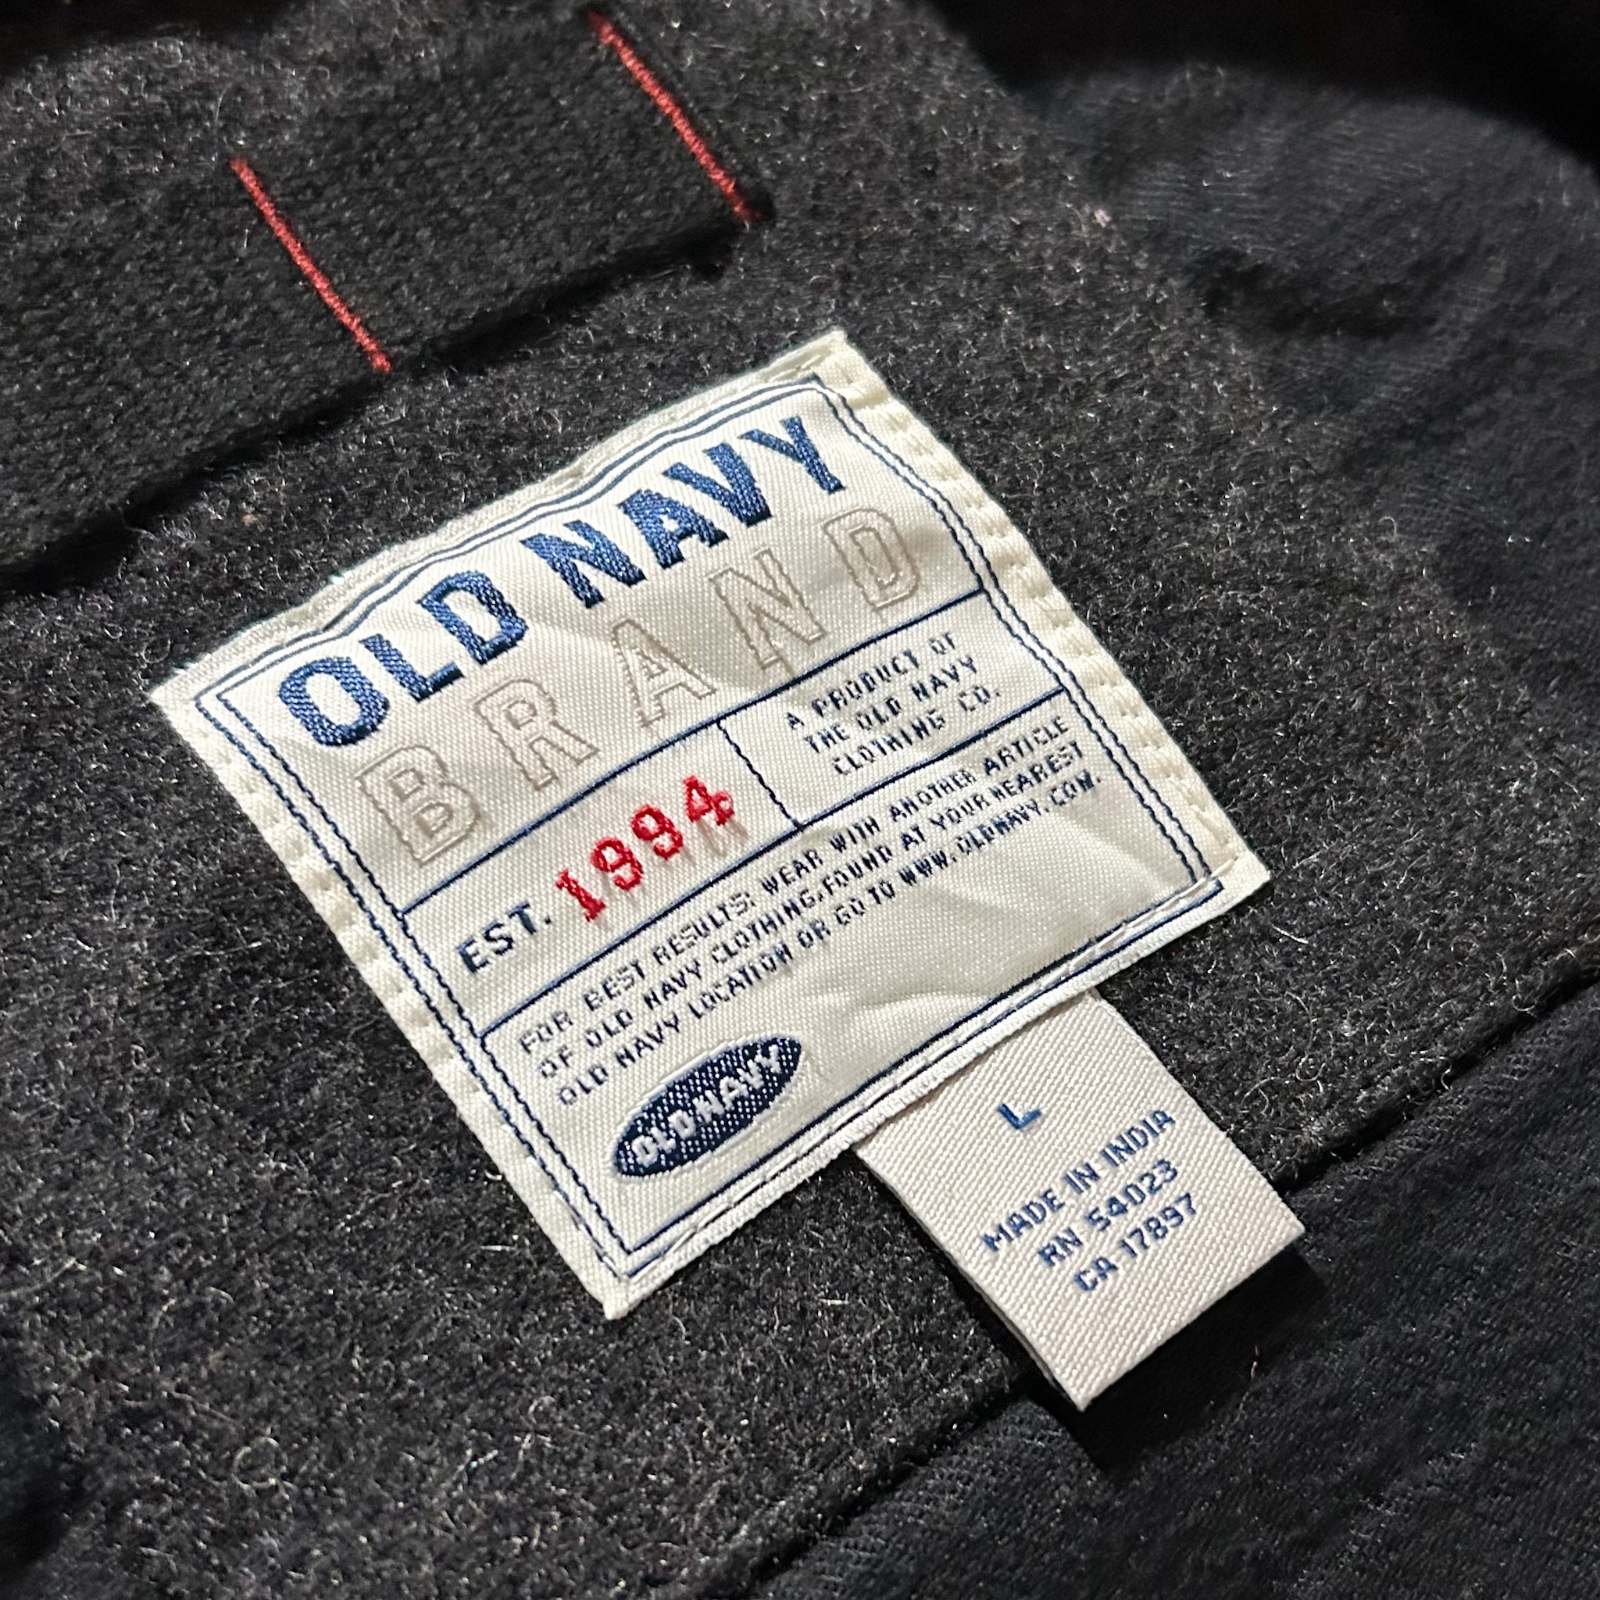 OLD NAVY
BRAND
EST. 1994
A PRODUCT OF
THE OLD NAVY
CLOTHING CO.
FOR BEST RESULTS: WEAR WITH ANOTHER ARTICLE
OF OLD NAVY CLOTHING, FOUND AT YOUR NEAREST
OLD NAVY LOCATION OR GO TO WWW.OLDNAVY.COM.
OLD NAVY
L
MADE IN INDIA
RN 54023
CA 17897